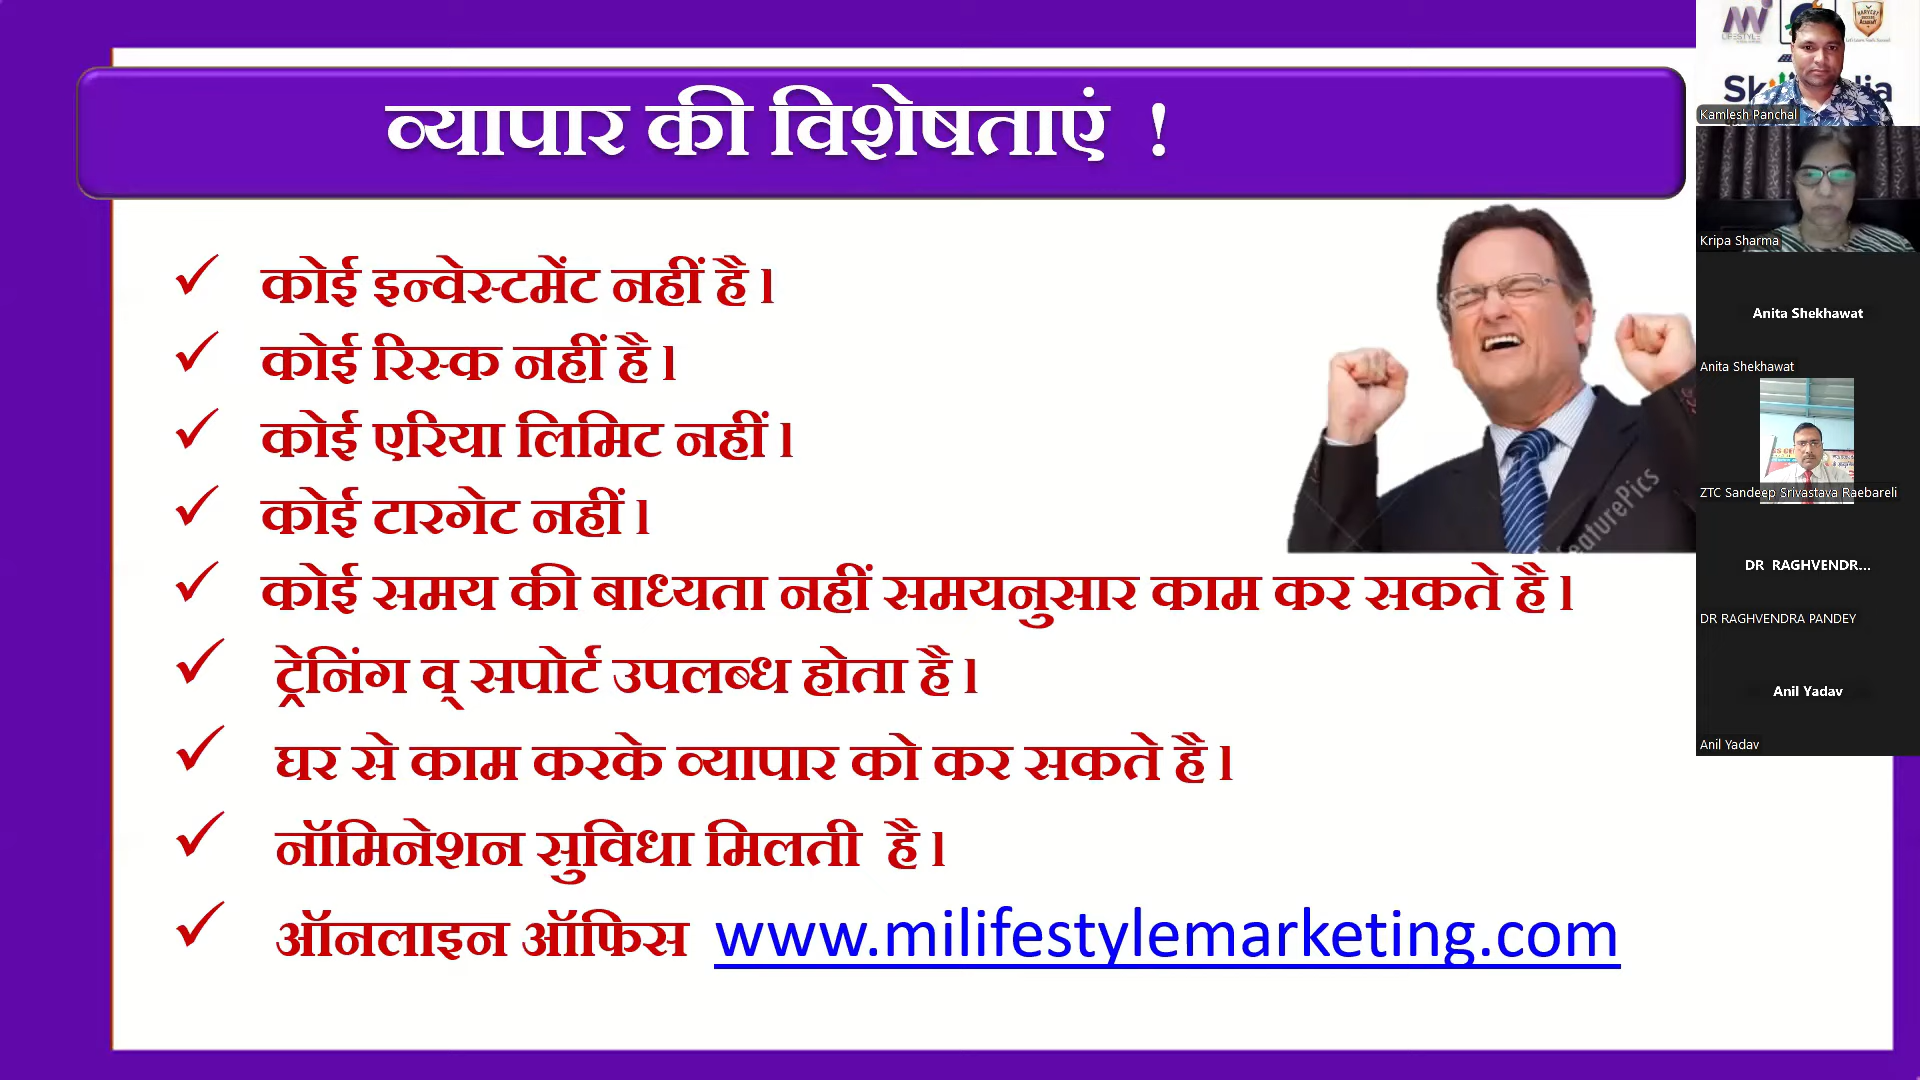 व्यापार की विशेषताएं !
कोई इन्वेस्टमेंट नहीं है।
कोई रिस्क नहीं है।
कोई एरिया लिमिट नहीं।
कोई टारगेट नहीं।
कोई समय की बाध्यता नहीं समयनुसार काम कर सकते है।
ट्रेनिंग व् सपोर्ट उपलब्ध होता है।
घर से काम करके व्यापार को कर सकते है।
नॉमिनेशन सुविधा मिलती है।
ऑनलाइन ऑफिस www.milifestylemarketing.com
Kamlesh Panchal
Kripa Sharma
Anita Shekhawat
Anita Shekhawat
ZTC Sandeep Srivastava Raebareli
DR RAGHVENDR...
DR RAGHVENDRA PANDEY
Anil Yadav
Anil Yadav